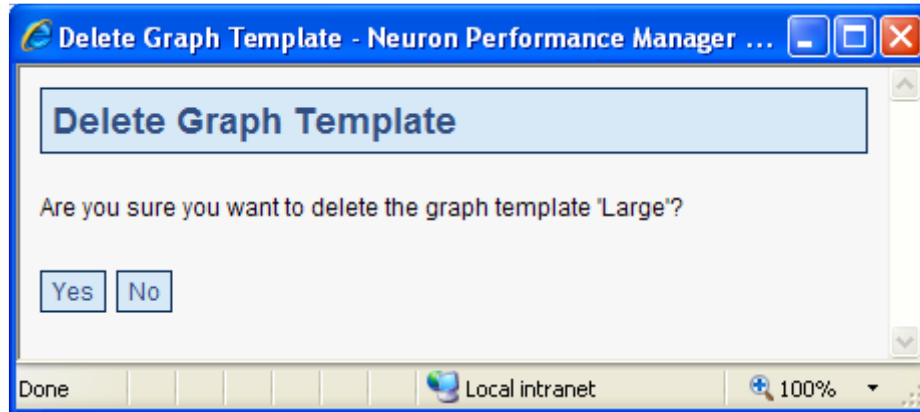 Delete Graph Template - Neuron Performance Manager ...
Delete Graph Template
Are you sure you want to delete the graph template 'Large'?
Yes No
Done Local intranet 100%